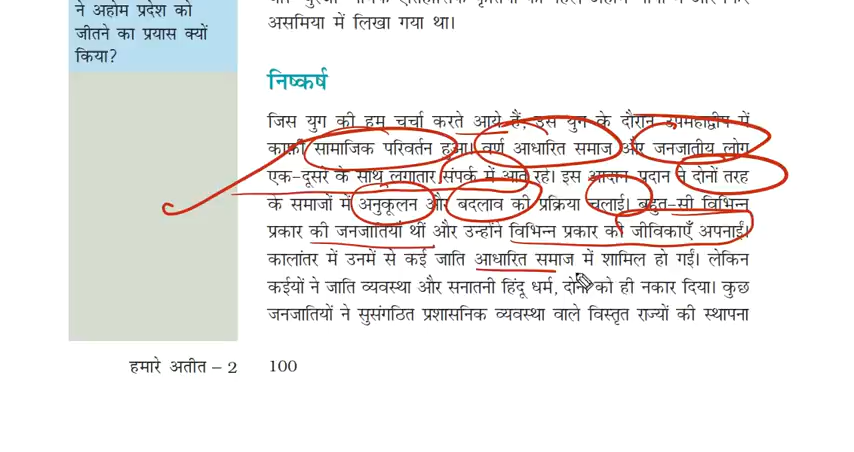 ने अहोम प्रदेश को
जीतने का प्रयास क्यों
किया?
असमिया में लिखा गया था।
निष्कर्ष
जिस युग की हम चर्चा करते आये हैं, उस युग के दौरान उपमहाद्वीप में
काफ़ी सामाजिक परिवर्तन हुआ। वर्ण आधारित समाज और जनजातीय लोग
एक-दूसरे के साथ लगातार संपर्क में आते रहे। इस आदान प्रदान ने दोनों तरह
के समाजों में अनुकूलन और बदलाव की प्रक्रिया चलाई। बहुत-सी विभिन्न
प्रकार की जनजातियां थीं और उन्होंने विभिन्न प्रकार की जीविकाएँ अपनाईं।
कालांतर में उनमें से कई जाति आधारित समाज में शामिल हो गईं। लेकिन
कईयों ने जाति व्यवस्था और सनातनी हिंदू धर्म, दोनों को ही नकार दिया। कुछ
जनजातियों ने सुसंगठित प्रशासनिक व्यवस्था वाले विस्तृत राज्यों की स्थापना
हमारे अतीत – 2 100